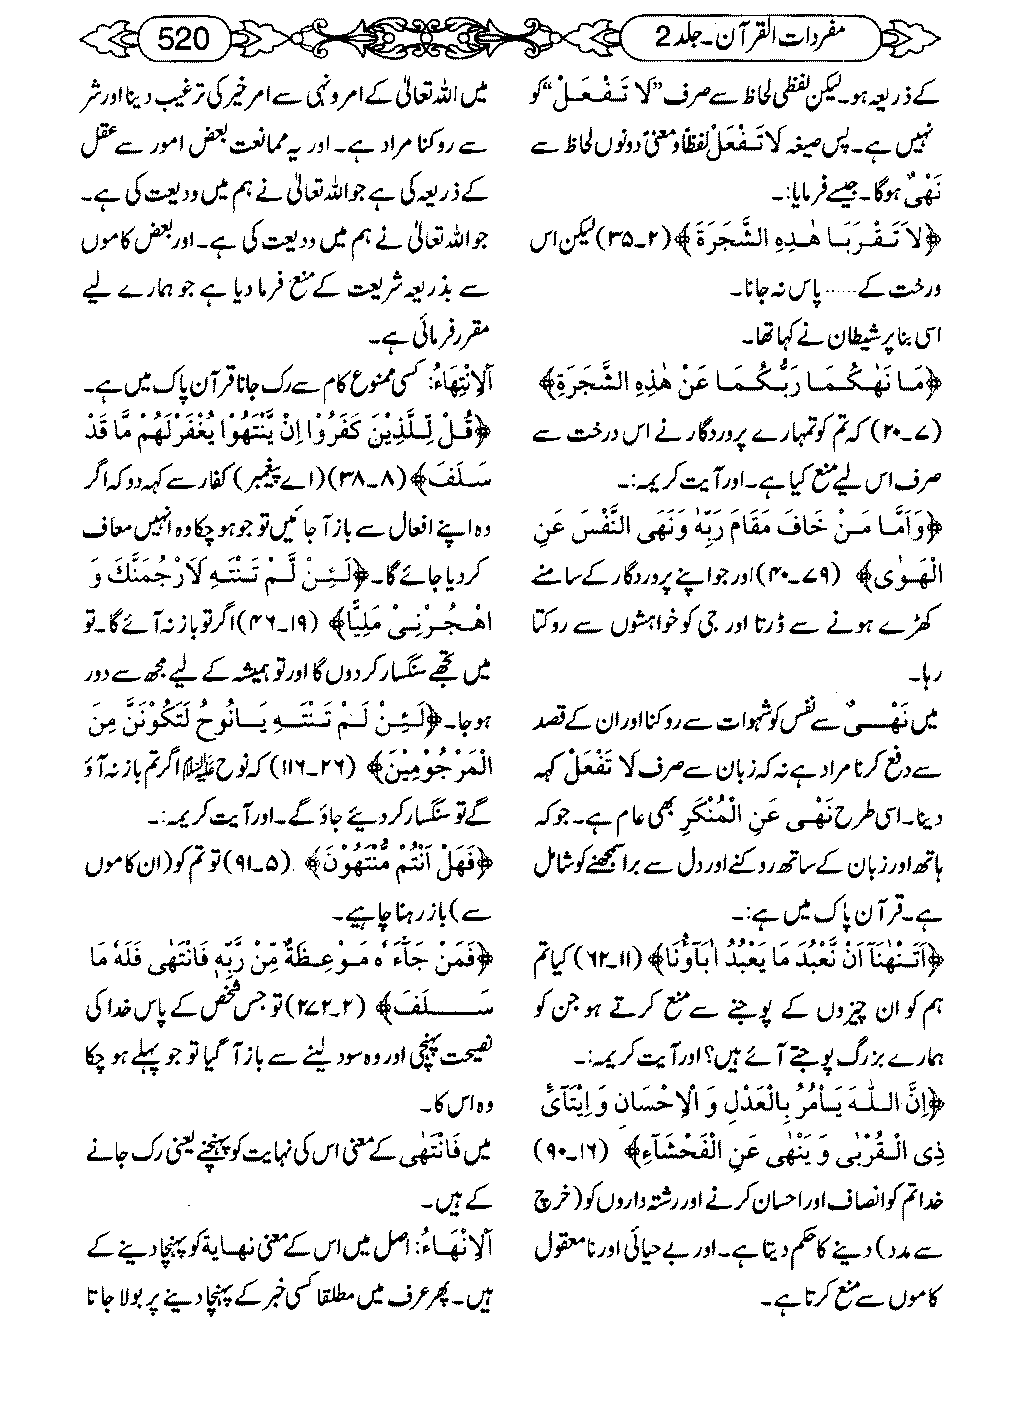 مفردات القرآن۔ جلد 2
520
کے ذریعہ ہو۔ لیکن لفظی لحاظ سے صرف ”لَا تَفْعَلْ“ کو
نہیں ہے۔ پس صیغہ لَا تَفْعَلْ لفظاً و معنیً دونوں لحاظ سے
نَهْیٌ ہوگا۔ جیسے فرمایا:۔
﴿لَا تَقْرَبَا هٰذِهِ الشَّجَرَةَ﴾ (۲۔۳۵) لیکن اس
درخت کے ..... پاس نہ جانا۔
اسی بنا پر شیطان نے کہا تھا۔
﴿مَا نَهٰكُمَا رَبُّكُمَا عَنْ هٰذِهِ الشَّجَرَةِ﴾
(۷۔۲۰) کہ تم کو تمہارے پروردگار نے اس درخت سے
صرف اس لیے منع کیا ہے۔ اور آیت کریمہ:۔
﴿وَاَمَّا مَنْ خَافَ مَقَامَ رَبِّهٖ وَنَهَى النَّفْسَ عَنِ
الْهَوٰى﴾ (۷۹۔۴۰) اور جو اپنے پروردگار کے سامنے
کھڑے ہونے سے ڈرتا اور جی کو خواہشوں سے روکتا
رہا۔
میں نَهْیٌ سے نفس کو شہوات سے روکنا اور ان کے قصد
سے دفع کرنا مراد ہے نہ کہ زبان سے صرف لَا تَفْعَلْ کہہ
دینا۔ اسی طرح نَهْى عَنِ الْمُنْكَرِ بھی عام ہے۔ جو کہ
ہاتھ اور زبان کے ساتھ روکنے اور دل سے برا سمجھنے کو شامل
ہے۔ قرآن پاک میں ہے:۔
﴿اَتَنْهٰنَآ اَنْ نَّعْبُدَ مَا يَعْبُدُ اٰبَآؤُنَا﴾ (۱۱۔۶۲) کیا تم
ہم کو ان چیزوں کے پوجنے سے منع کرتے ہو جن کو
ہمارے بزرگ پوجتے آئے ہیں؟ اور آیت کریمہ:۔
﴿اِنَّ اللّٰهَ يَأْمُرُ بِالْعَدْلِ وَ الْاِحْسَانِ وَ اِيْتَآئِ
ذِى الْقُرْبٰى وَ يَنْهٰى عَنِ الْفَحْشَآءِ﴾ (۱۶۔۹۰)
خدا تم کو انصاف اور احسان کرنے اور رشتہ داروں کو (خرچ
سے مدد) دینے کا حکم دیتا ہے۔ اور بے حیائی اور نا معقول
کاموں سے منع کرتا ہے۔
میں اللہ تعالیٰ کے امر و نہی سے امر خیر کی ترغیب دینا اور شر
سے روکنا مراد ہے۔ اور یہ ممانعت بعض امور سے عقل
کے ذریعہ کی ہے جو اللہ تعالیٰ نے ہم میں ودیعت کی ہے۔
جو اللہ تعالیٰ نے ہم میں ودیعت کی ہے۔ اور بعض کاموں
سے بذریعہ شریعت کے منع فرما دیا ہے جو ہمارے لیے
مقرر فرمائی ہے۔
اَلْاِنْتِهَاءُ: کسی ممنوع کام سے رک جانا قرآن پاک میں ہے۔
﴿قُلْ لِّلَّذِيْنَ كَفَرُوْا اِنْ يَّنْتَهُوْا يُغْفَرْلَهُمْ مَّا قَدْ
سَلَفَ﴾ (۸۔۳۸) (اے پیغمبر) کفار سے کہہ دو کہ اگر
وہ اپنے افعال سے باز آ جائیں تو جو ہو چکا وہ انہیں معاف
کر دیا جائے گا۔ ﴿لَئِنْ لَّمْ تَنْتَهِ لَاَرْجُمَنَّكَ وَ
اهْجُرْنِىْ مَلِيًّا﴾ (۱۹۔۴۶) اگر تو باز نہ آئے گا۔ تو
میں تجھے سنگسار کر دوں گا اور تو ہمیشہ کے لیے مجھ سے دور
ہو جا۔ ﴿لَئِنْ لَمْ تَنْتَهِ يَانُوحُ لَتَكُوْنَنَّ مِنَ
الْمَرْجُوْمِيْنَ﴾ (۲۶۔۱۱۶) کہ نوح علیہ السلام اگر تم باز نہ آؤ
گے تو سنگسار کر دیئے جاؤ گے۔ اور آیت کریمہ:۔
﴿فَهَلْ اَنْتُمْ مُّنْتَهُوْنَ﴾ (۵۔۹۱) تو تم کو (ان کاموں
سے) باز رہنا چاہیے۔
﴿فَمَنْ جَآءَهٗ مَوْعِظَةٌ مِّنْ رَّبِّهٖ فَانْتَهٰى فَلَهٗ مَا
سَلَفَ﴾ (۲۔۲۷۲) تو جس شخص کے پاس خدا کی
نصیحت پہنچی اور وہ سود لینے سے باز آ گیا تو جو پہلے ہو چکا
وہ اس کا۔
میں فَانْتَهٰى کے معنی اس کی نہایت کو پہنچنے یعنی رک جانے
کے ہیں۔
اَلْاِنْهَاءُ: اصل میں اس کے معنی نهاية کو پہنچا دینے کے
ہیں۔ پھر عرف میں مطلقا کسی خبر کے پہنچا دینے پر بولا جاتا